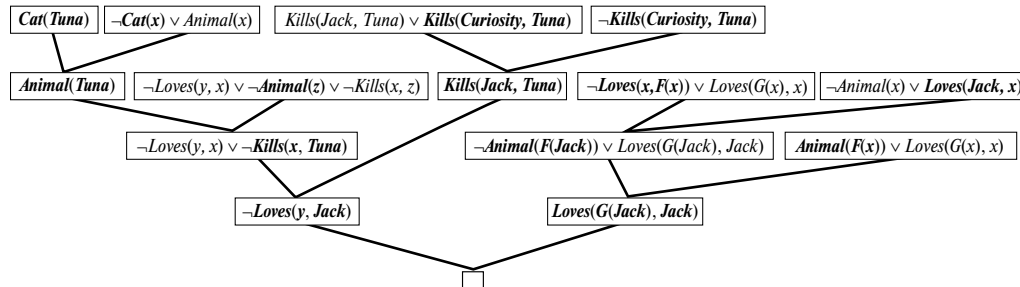 Cat(Tuna) ¬Cat(x) ∨ Animal(x) Kills(Jack, Tuna) ∨ Kills(Curiosity, Tuna) ¬Kills(Curiosity, Tuna)
Animal(Tuna) ¬Loves(y, x) ∨ ¬Animal(z) ∨ ¬Kills(x, z) Kills(Jack, Tuna) ¬Loves(x,F(x)) ∨ Loves(G(x), x) ¬Animal(x) ∨ Loves(Jack, x)
¬Loves(y, x) ∨ ¬Kills(x, Tuna) ¬Animal(F(Jack)) ∨ Loves(G(Jack), Jack) Animal(F(x)) ∨ Loves(G(x), x)
¬Loves(y, Jack) Loves(G(Jack), Jack)